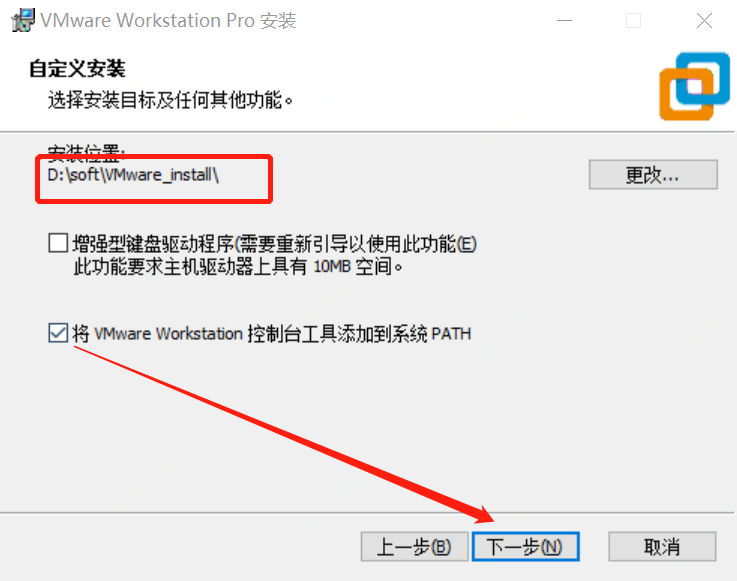 VMware Workstation Pro 安装
自定义安装
选择安装目标及任何其他功能。
安装位置:
D:\soft\VMware_install\
更改...
增强型键盘驱动程序(需要重新引导以使用此功能(E)
此功能要求主机驱动器上具有 10MB 空间。
将 VMware Workstation 控制台工具添加到系统 PATH
上一步(B)
下一步(N)
取消